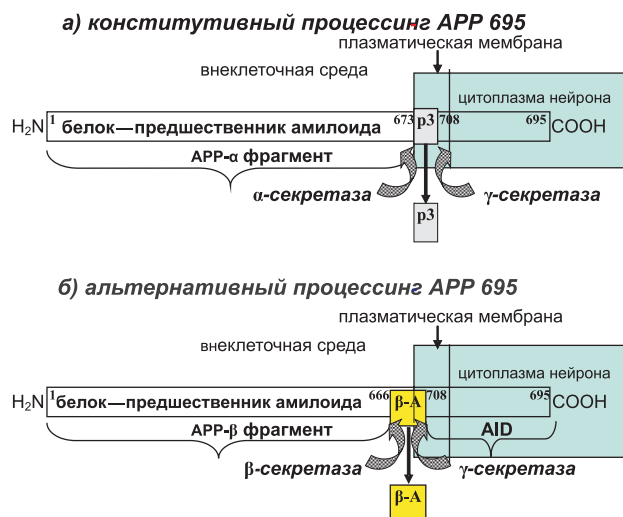 а) конститутивный процессинг APP 695
плазматическая мембрана
внеклеточная среда
цитоплазма нейрона
H₂N 1 белок—предшественник амилоида 673 p3 708 695 COOH
APP-α фрагмент
α-секретаза γ-секретаза
p3
б) альтернативный процессинг APP 695
плазматическая мембрана
внеклеточная среда
цитоплазма нейрона
H₂N 1 белок—предшественник амилоида 666 β-A 708 695 COOH
APP-β фрагмент AID
β-секретаза γ-секретаза
β-A